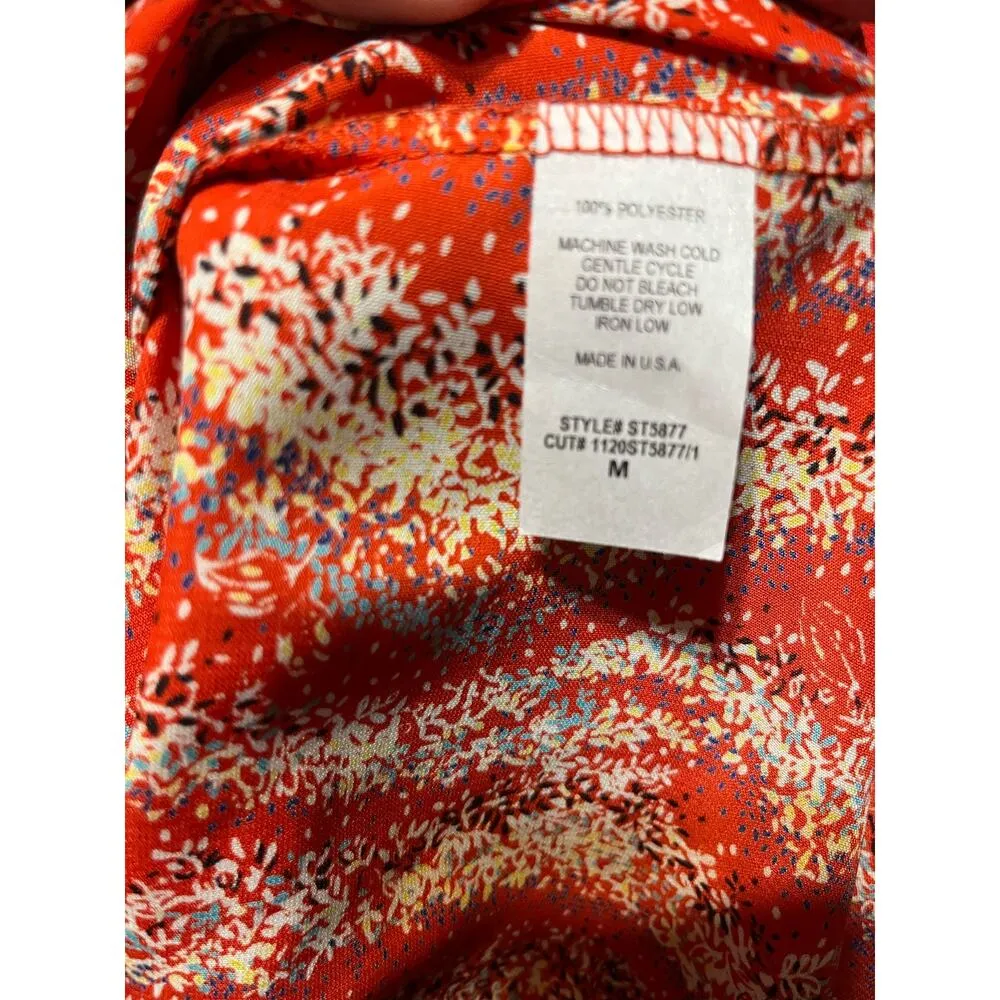 100% POLYESTER
MACHINE WASH COLD
GENTLE CYCLE
DO NOT BLEACH
TUMBLE DRY LOW
IRON LOW
MADE IN U.S.A.
STYLE# ST5877
CUT# 1120ST5877/1
M